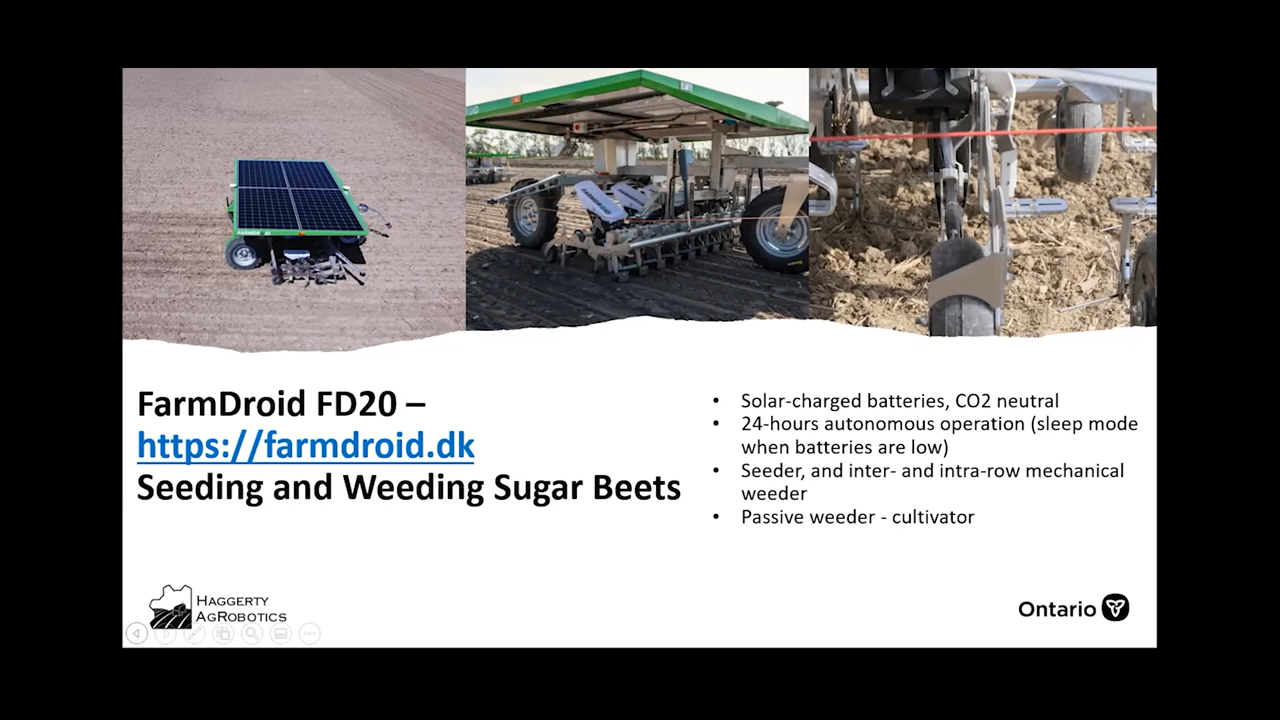 FarmDroid FD20 –
https://farmdroid.dk
Seeding and Weeding Sugar Beets
• Solar-charged batteries, CO2 neutral
• 24-hours autonomous operation (sleep mode
when batteries are low)
• Seeder, and inter- and intra-row mechanical
weeder
• Passive weeder - cultivator
HAGGERTY
AGROBOTICS
Ontario